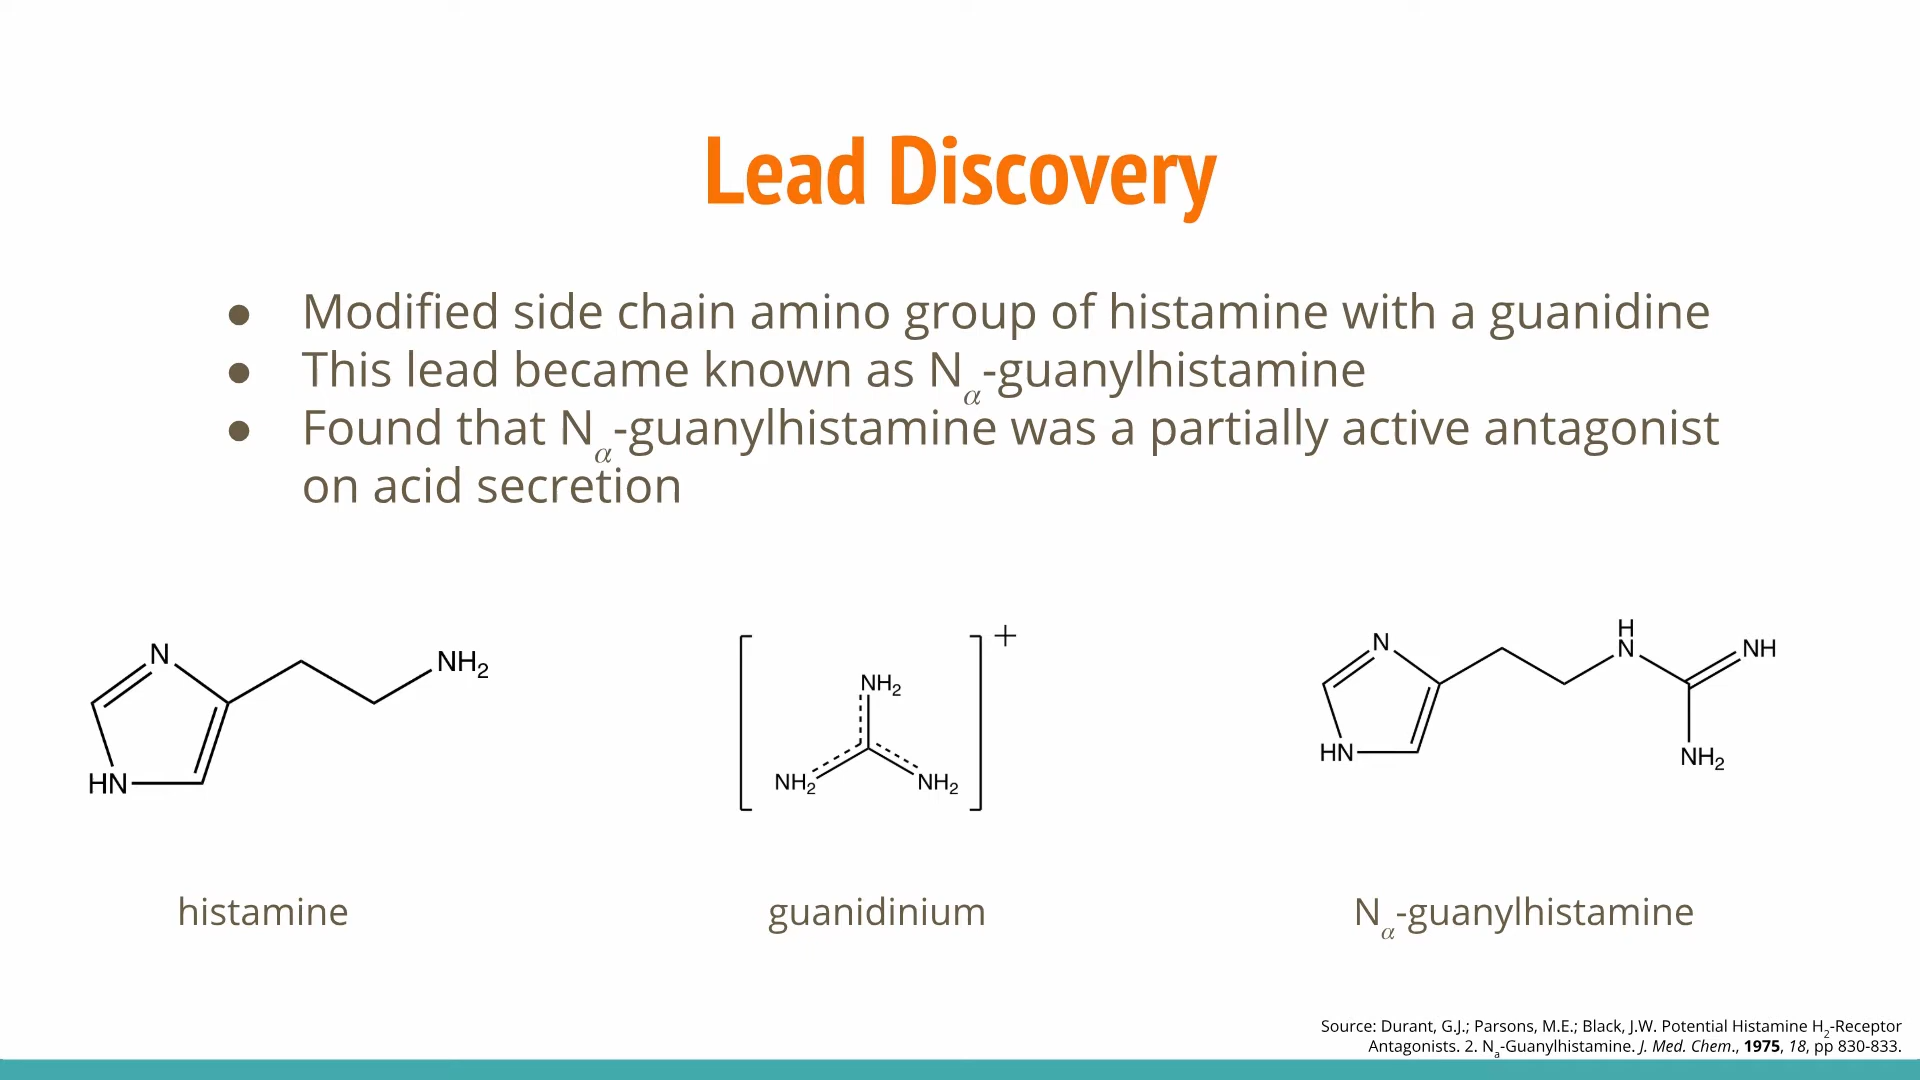 Lead Discovery
● Modified side chain amino group of histamine with a guanidine
● This lead became known as Nα-guanylhistamine
● Found that Nα-guanylhistamine was a partially active antagonist
on acid secretion
N
NH2
HN
+
NH2
NH2
NH2
H
N
N
NH
HN
NH2
histamine
guanidinium
Nα-guanylhistamine
Source: Durant, G.J.; Parsons, M.E.; Black, J.W. Potential Histamine H2-Receptor
Antagonists. 2. Na-Guanylhistamine. J. Med. Chem., 1975, 18, pp 830-833.